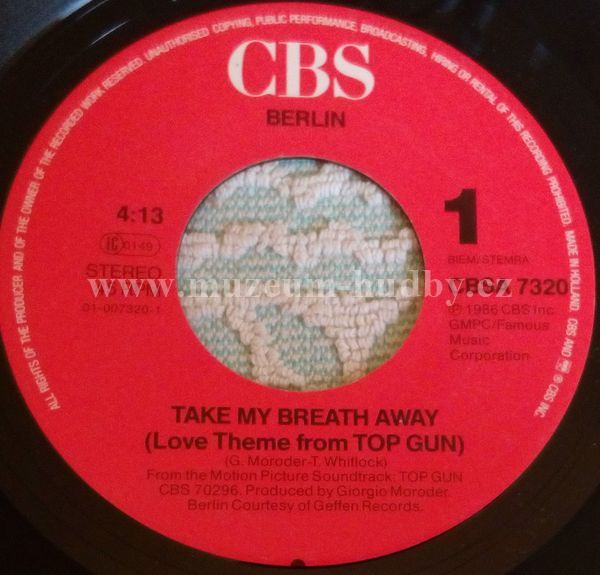 ALL RIGHTS OF THE PRODUCER AND OF THE OWNER OF THE RECORDED WORK RESERVED. UNAUTHORISED COPYING, PUBLIC PERFORMANCE, BROADCASTING, HIRING OR RENTAL OF THIS RECORDING PROHIBITED. MADE IN HOLLAND. CBS AND ® CBS INC.
CBS
BERLIN
4:13
1
IC 0149
BIEM/STEMRA
STEREO
7320
www.muzeum-hudby.cz
01-007320-1
℗ 1986 CBS Inc.
GMPC/Famous
Music
Corporation
TAKE MY BREATH AWAY
(Love Theme from TOP GUN)
(G. Moroder-T. Whitlock)
From the Motion Picture Soundtrack: TOP GUN
CBS 70296. Produced by Giorgio Moroder.
Berlin Courtesy of Geffen Records.